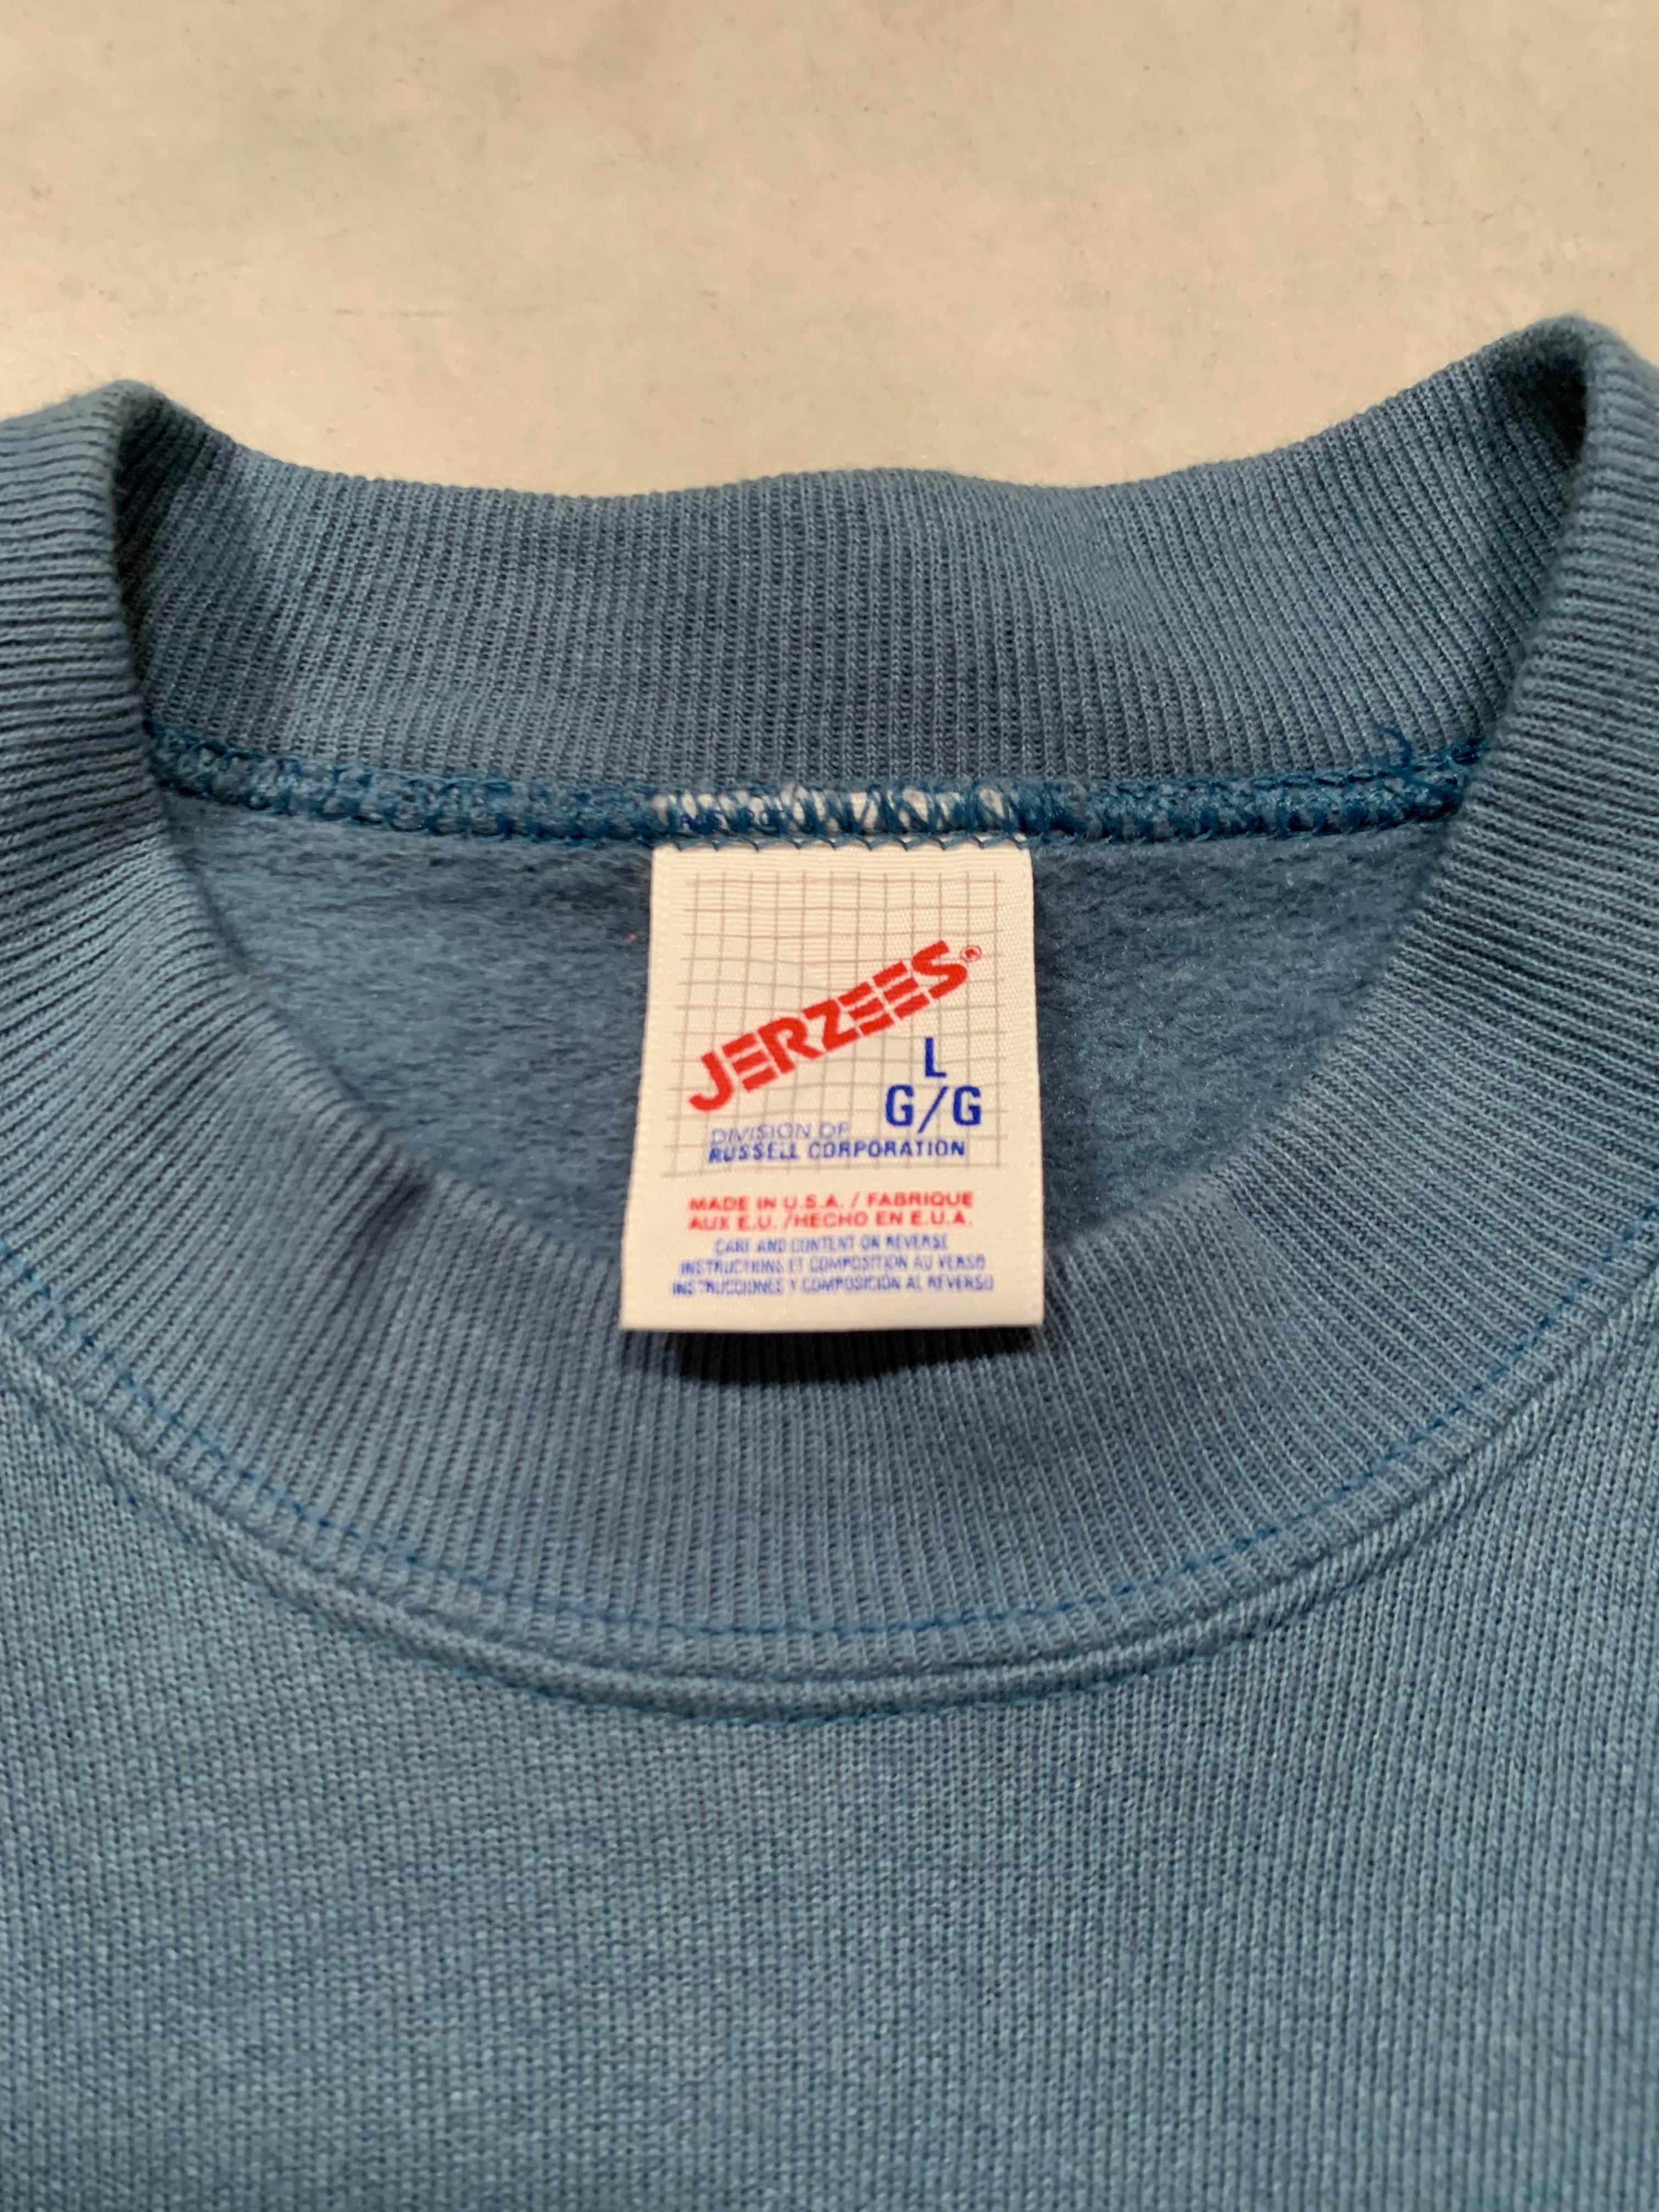 JERZEES®
L
G/G
DIVISION OF
RUSSELL CORPORATION
MADE IN U.S.A. / FABRIQUE
AUX E.U. /HECHO EN E.U.A.
CARE AND CONTENT ON REVERSE
INSTRUCTIONS ET COMPOSITION AU VERSO
INSTRUCCIONES Y COMPOSICIÓN AL REVERSO